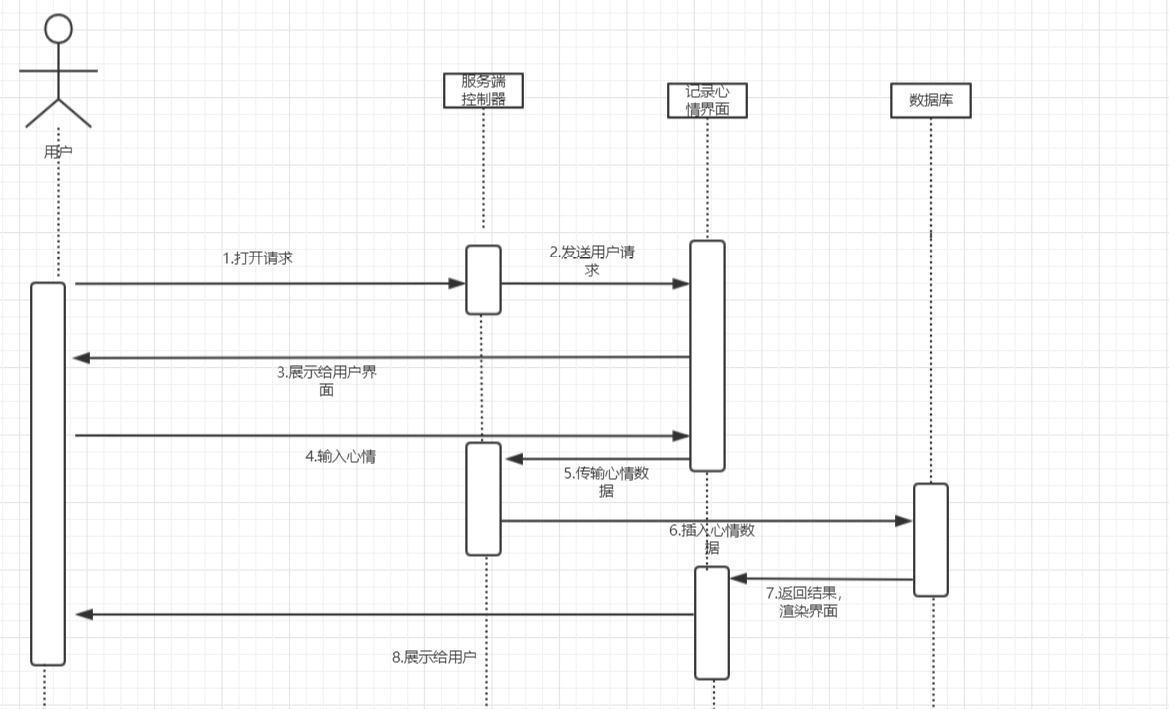 服务端
控制器
记录心
情界面
数据库
用户
1.打开请求
2.发送用户请
求
3.展示给用户界
面
4.输入心情
5.传输心情数
据
6.插入心情数
据
7.返回结果，
渲染界面
8.展示给用户